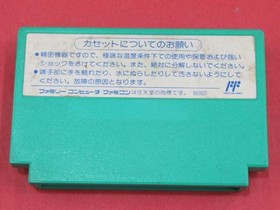 カセットについてのお願い
●精密機器ですので、極端な温度条件下での使用や保管および強い
ショックをさけてください。また、絶対に分解しないでください。
●端子部に手を触れたり、水にぬらしたりして汚さないようにして
ください。故障の原因となります。
ファミリーコンピュータ ファミコンは任天堂の商標です。